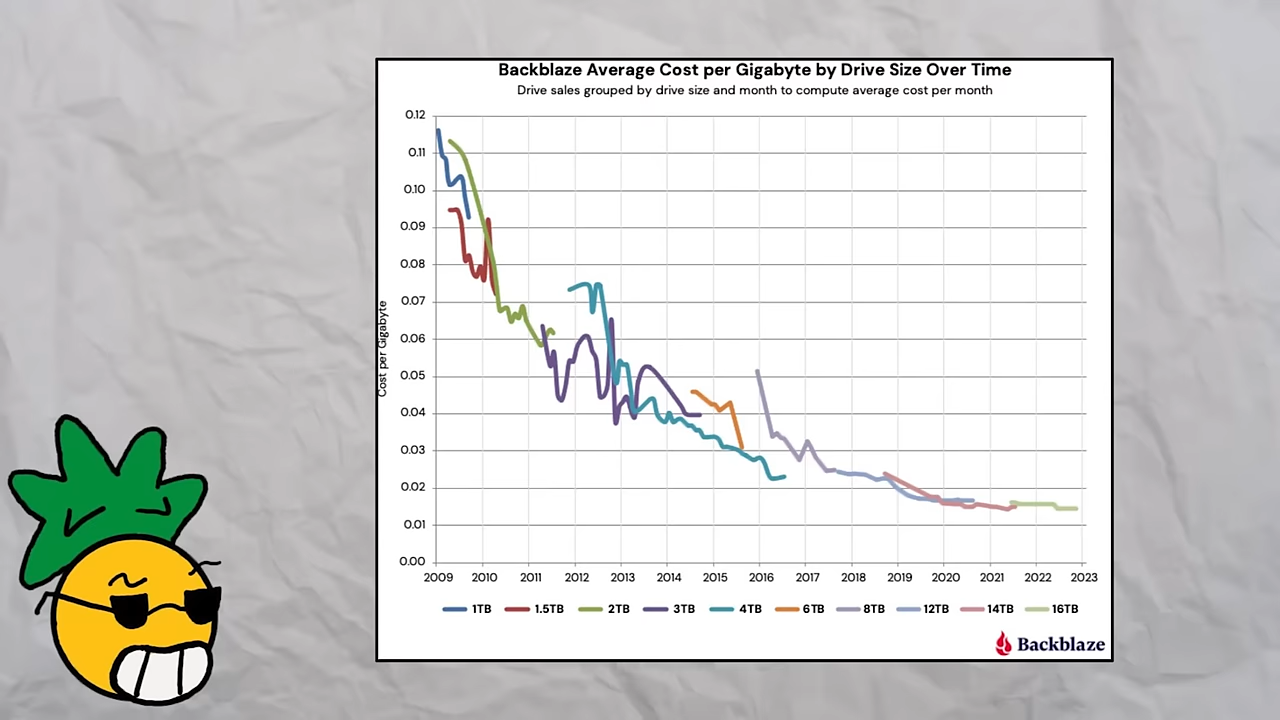 Backblaze Average Cost per Gigabyte by Drive Size Over Time
Drive sales grouped by drive size and month to compute average cost per month
Cost per Gigabyte
0.12
0.11
0.10
0.09
0.08
0.07
0.06
0.05
0.04
0.03
0.02
0.01
0.00
2009 2010 2011 2012 2013 2014 2015 2016 2017 2018 2019 2020 2021 2022 2023
1TB 1.5TB 2TB 3TB 4TB 6TB 8TB 12TB 14TB 16TB
Backblaze